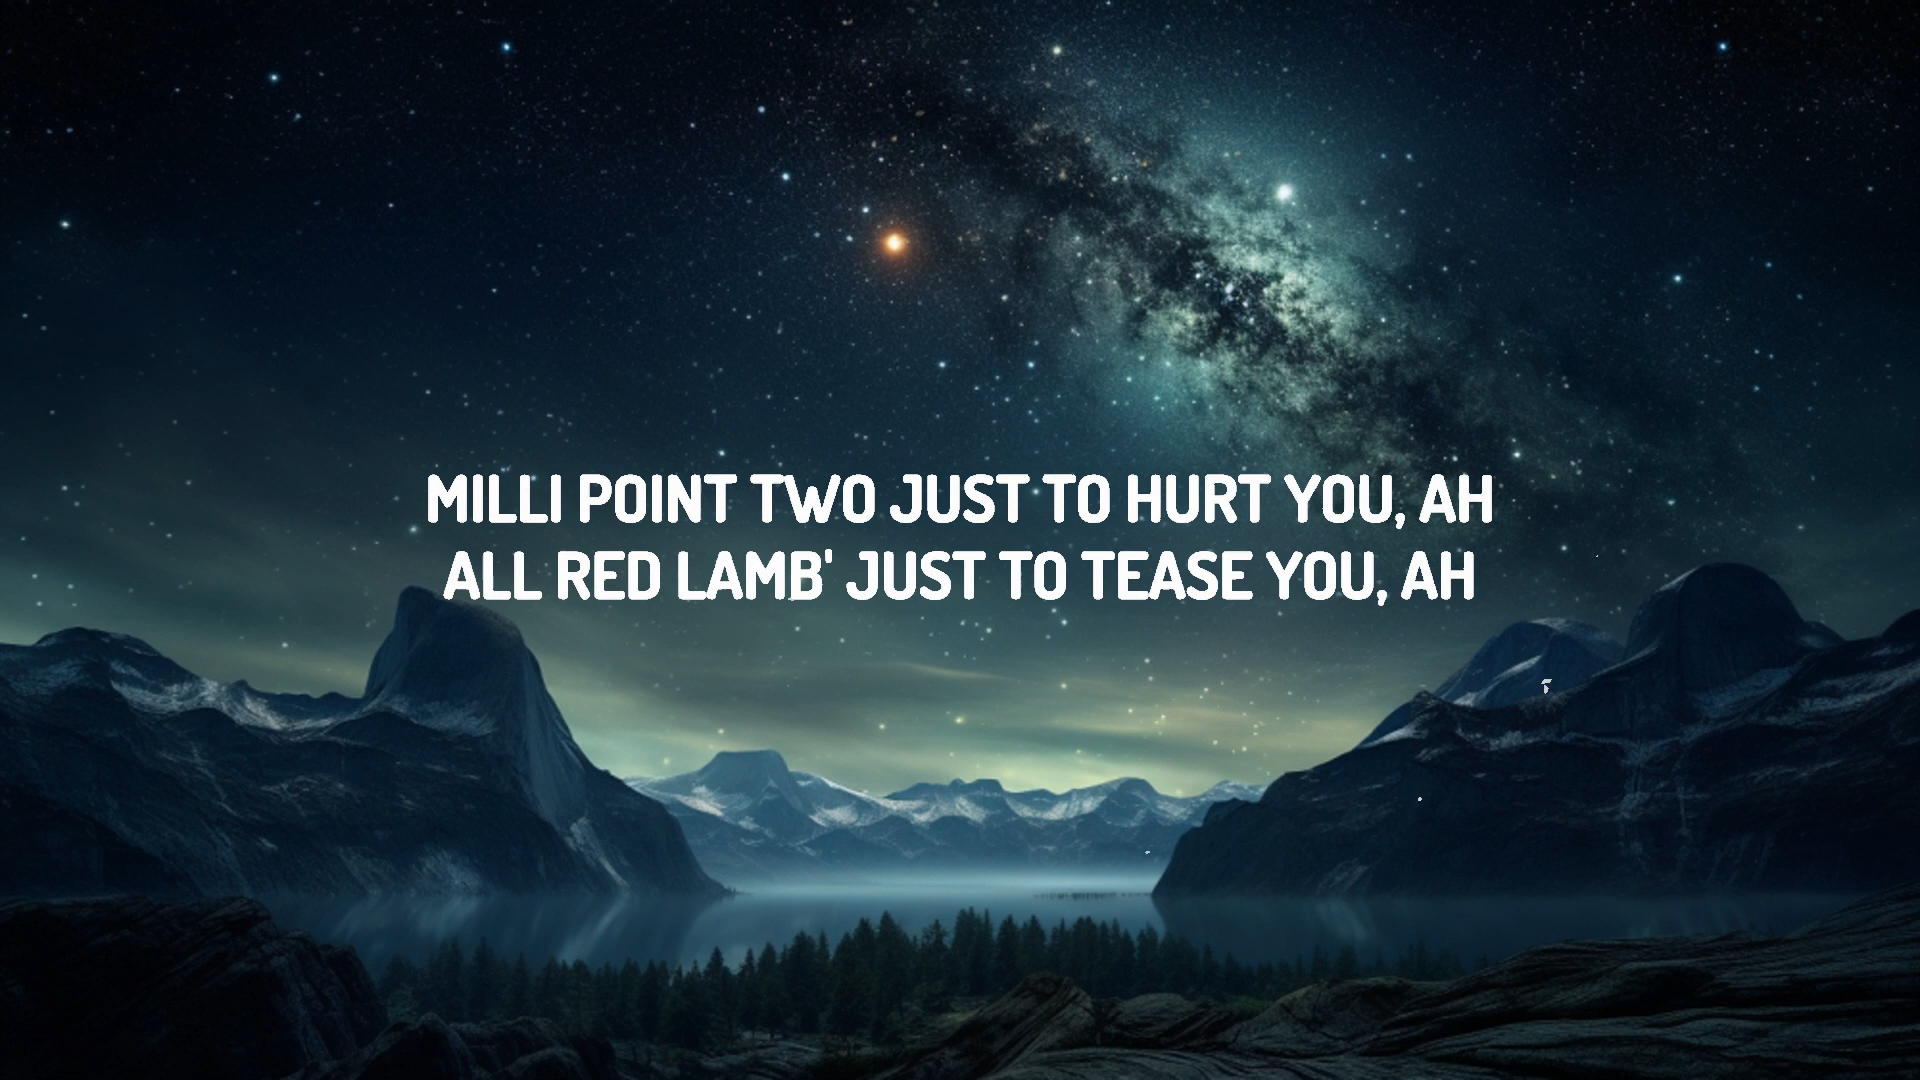 MILLI POINT TWO JUST TO HURT YOU, AH
ALL RED LAMB' JUST TO TEASE YOU, AH